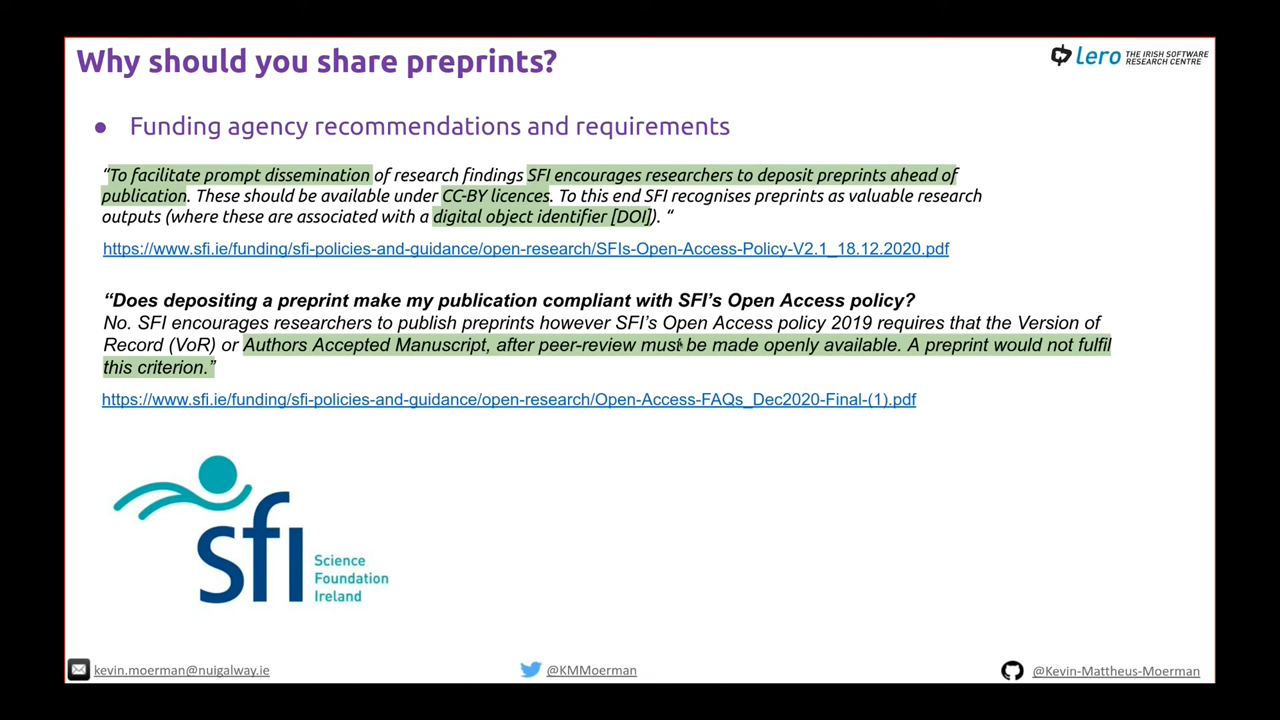 Why should you share preprints?
lero THE IRISH SOFTWARE RESEARCH CENTRE
● Funding agency recommendations and requirements
“To facilitate prompt dissemination of research findings SFI encourages researchers to deposit preprints ahead of
publication. These should be available under CC-BY licences. To this end SFI recognises preprints as valuable research
outputs (where these are associated with a digital object identifier [DOI]). “
https://www.sfi.ie/funding/sfi-policies-and-guidance/open-research/SFIs-Open-Access-Policy-V2.1_18.12.2020.pdf
“Does depositing a preprint make my publication compliant with SFI’s Open Access policy?
No. SFI encourages researchers to publish preprints however SFI’s Open Access policy 2019 requires that the Version of
Record (VoR) or Authors Accepted Manuscript, after peer-review must be made openly available. A preprint would not fulfil
this criterion.”
https://www.sfi.ie/funding/sfi-policies-and-guidance/open-research/Open-Access-FAQs_Dec2020-Final-(1).pdf
sfi
Science
Foundation
Ireland
kevin.moerman@nuigalway.ie
@KMMoerman
@Kevin-Mattheus-Moerman